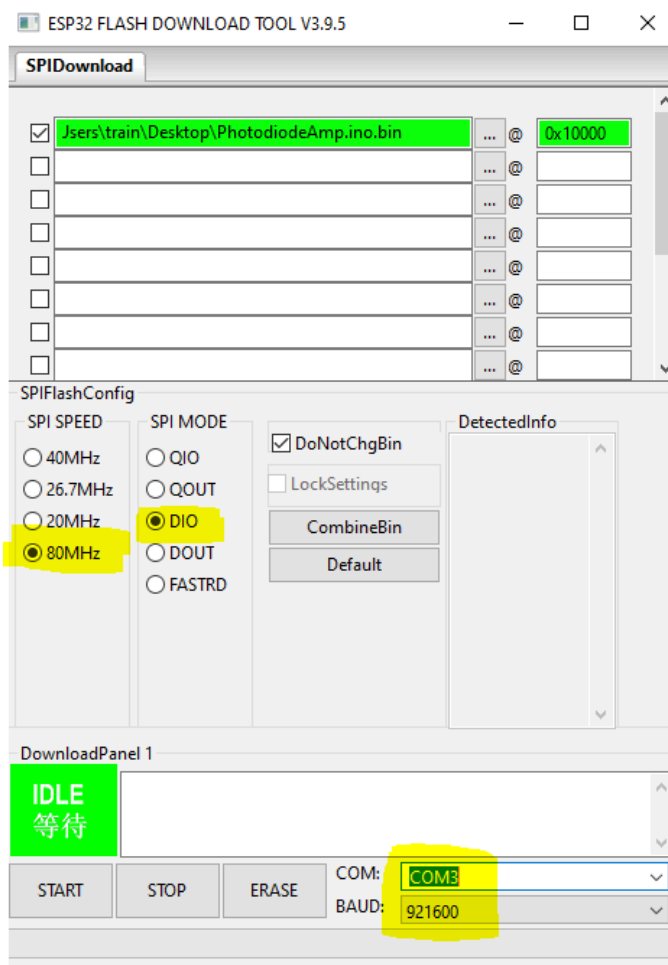 ESP32 FLASH DOWNLOAD TOOL V3.9.5
SPIDownload
Jsers\train\Desktop\PhotodiodeAmp.ino.bin ... @ 0x10000
... @
... @
... @
... @
... @
... @
... @
SPIFlashConfig
SPI SPEED
40MHz
26.7MHz
20MHz
80MHz
SPI MODE
QIO
QOUT
DIO
DOUT
FASTRD
DoNotChgBin
LockSettings
CombineBin
Default
DetectedInfo
DownloadPanel 1
IDLE
等待
START STOP ERASE
COM: COM3
BAUD: 921600